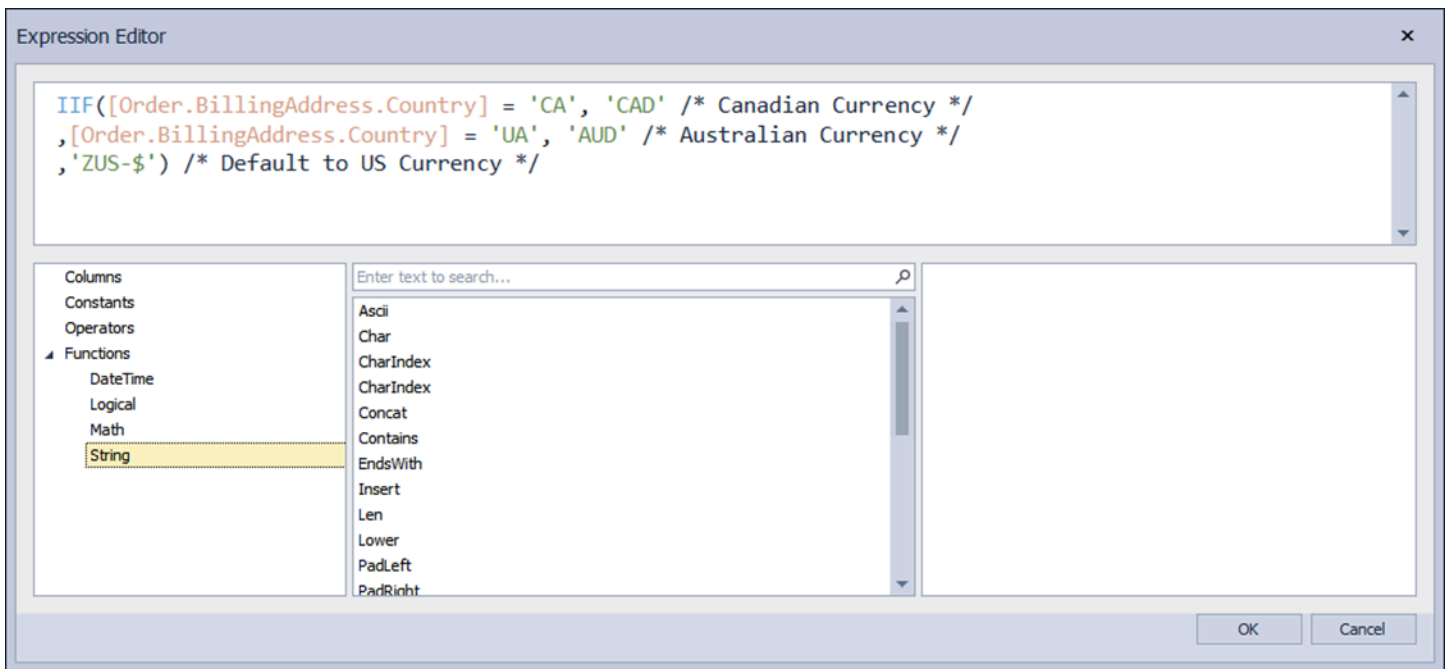 Expression Editor
IIF([Order.BillingAddress.Country] = 'CA', 'CAD' /* Canadian Currency */
,[Order.BillingAddress.Country] = 'UA', 'AUD' /* Australian Currency */
,'ZUS-$') /* Default to US Currency */
Columns
Constants
Operators
Functions
DateTime
Logical
Math
String
Enter text to search...
Ascii
Char
CharIndex
CharIndex
Concat
Contains
EndsWith
Insert
Len
Lower
PadLeft
PadRight
OK
Cancel